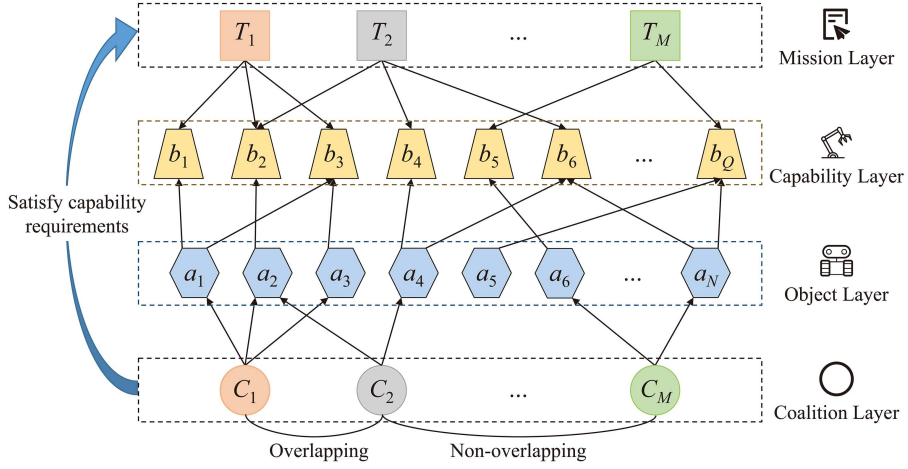 T1 T2 ... TM
Mission Layer
b1 b2 b3 b4 b5 b6 ... bQ
Capability Layer
Satisfy capability
requirements
a1 a2 a3 a4 a5 a6 ... aN
Object Layer
C1 C2 ... CM
Coalition Layer
Overlapping Non-overlapping